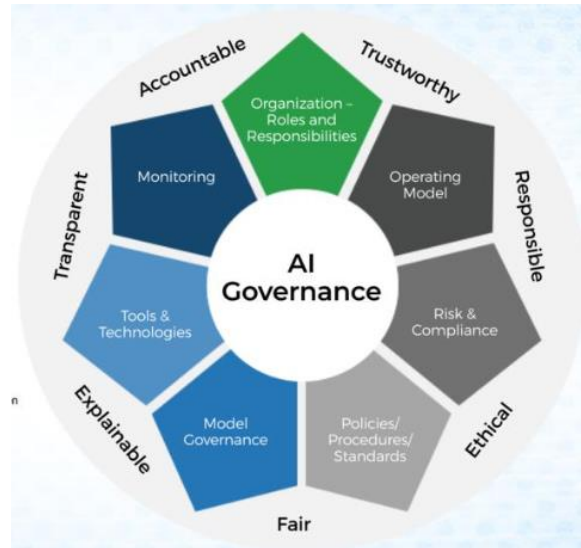 Accountable
Trustworthy
Organization –
Roles and
Responsibilities
Monitoring
Operating
Model
Transparent
Responsible
AI
Governance
Tools &
Technologies
Risk &
Compliance
n
Explainable
Model
Governance
Policies/
Procedures/
Standards
Ethical
Fair